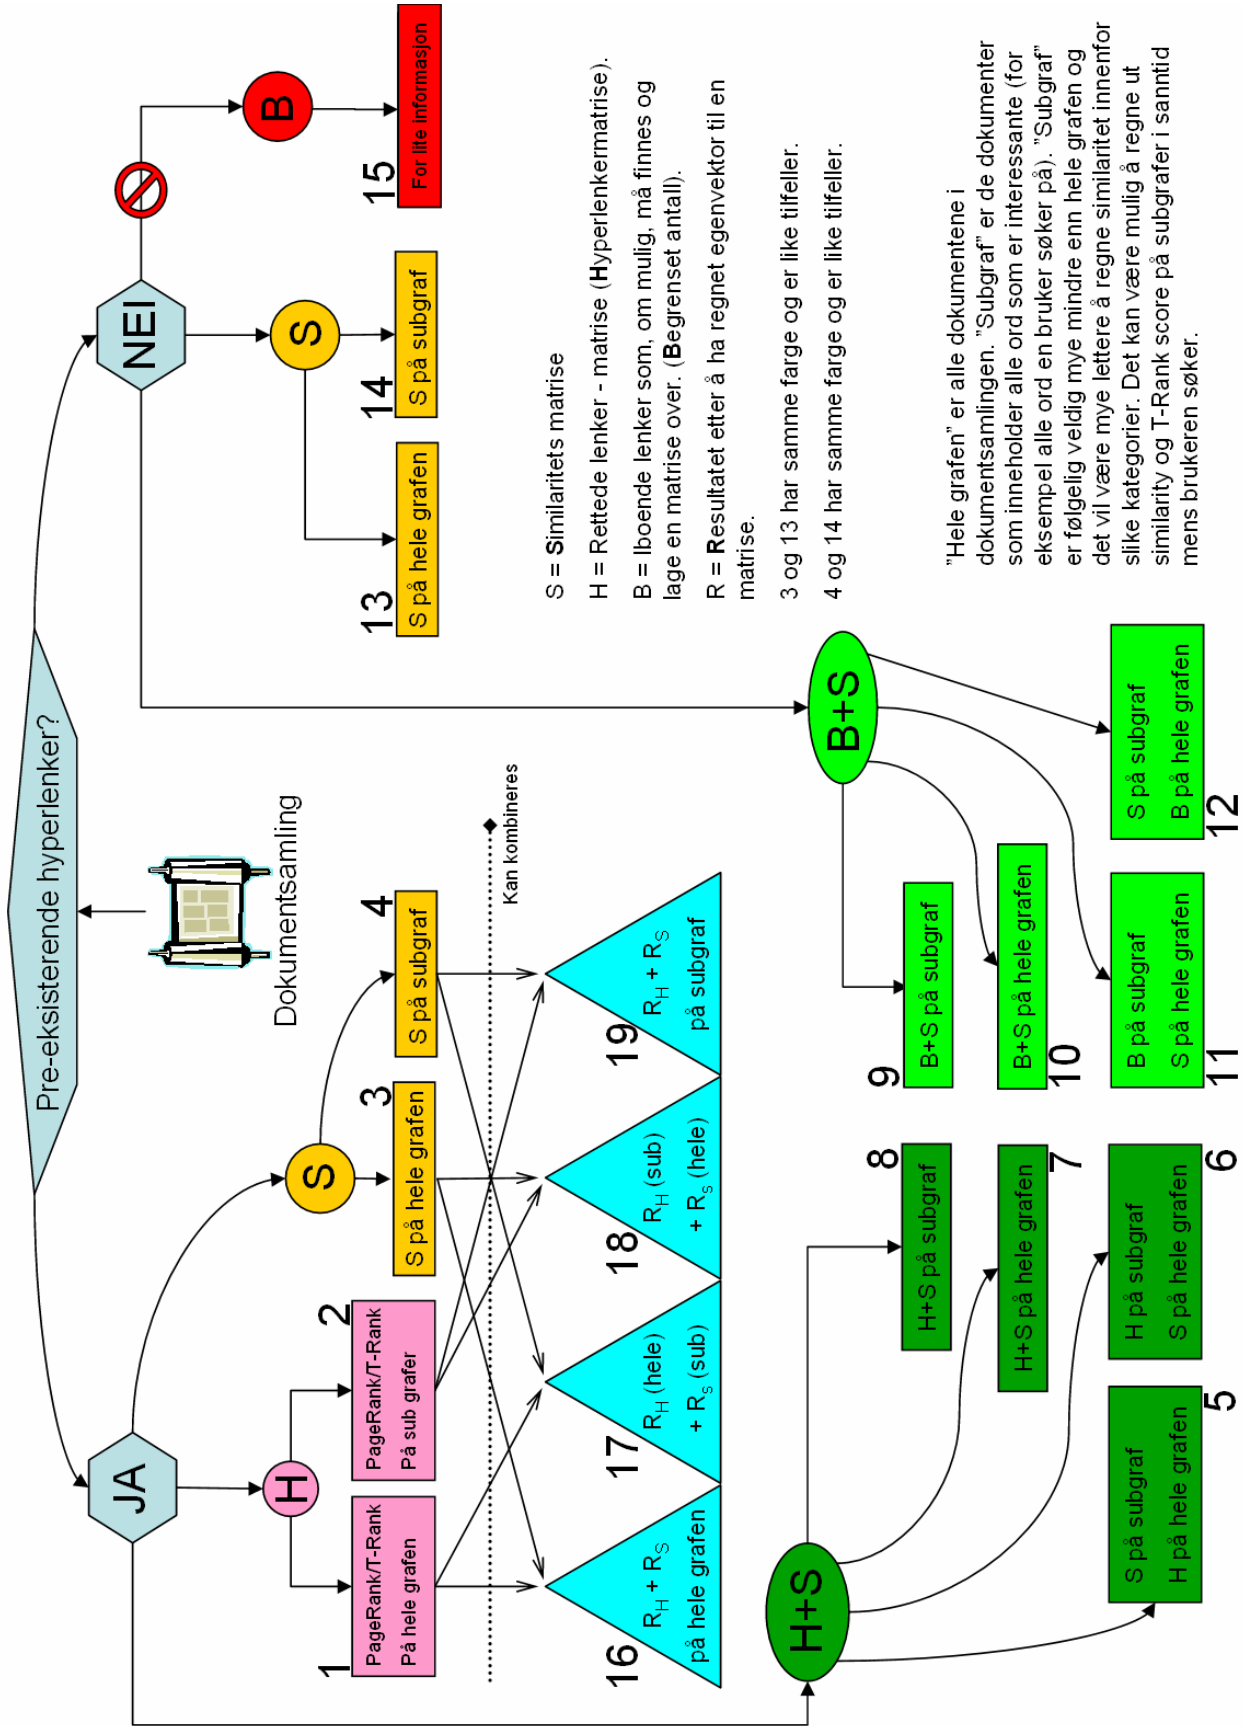 Pre-eksisterende hyperlenker?
Dokumentsamling
JA
NEI
H
S
S
B
1
PageRank/T-Rank
På hele grafen
2
PageRank/T-Rank
På sub grafer
3
S på hele grafen
4
S på subgraf
13
S på hele grafen
14
S på subgraf
15
For lite informasjon
Kan kombineres
16
R_H + R_S
på hele grafen
17
R_H (hele)
+ R_S (sub)
18
R_H (sub)
+ R_S (hele)
19
R_H + R_S
på subgraf
S = Similaritets matrise
H = Rettede lenker - matrise (Hyperlenkermatrise).
B = Iboende lenker som, om mulig, må finnes og
lage en matrise over. (Begrenset antall).
R = Resultatet etter å ha regnet egenvektor til en
matrise.
3 og 13 har samme farge og er like tilfeller.
4 og 14 har samme farge og er like tilfeller.
H+S
B+S
8
H+S på subgraf
7
H+S på hele grafen
5
S på subgraf
H på hele grafen
6
H på subgraf
S på hele grafen
9
B+S på subgraf
10
B+S på hele grafen
11
B på subgraf
S på hele grafen
12
S på subgraf
B på hele grafen
"Hele grafen" er alle dokumentene i
dokumentsamlingen. "Subgraf" er de dokumenter
som inneholder alle ord som er interessante (for
eksempel alle ord en bruker søker på). "Subgraf"
er følgelig veldig mye mindre enn hele grafen og
det vil være mye lettere å regne similaritet innenfor
slike kategorier. Det kan være mulig å regne ut
similarity og T-Rank score på subgrafer i sanntid
mens brukeren søker.